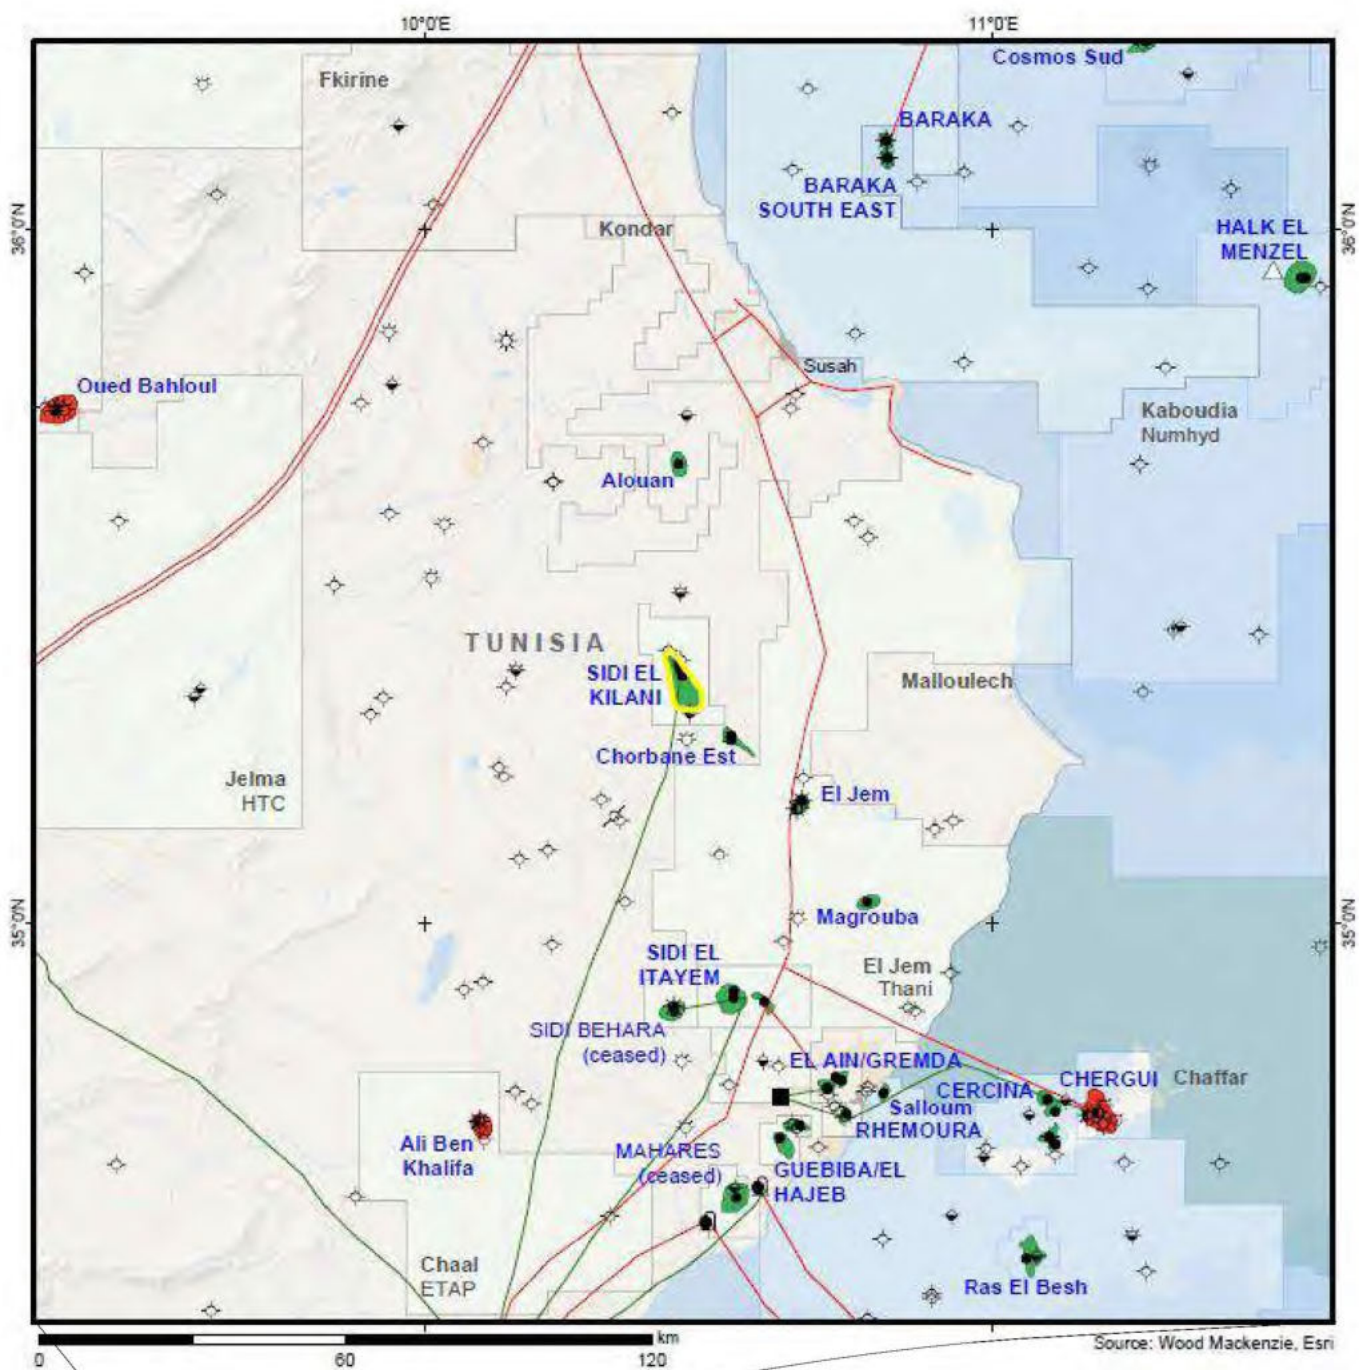 10°0'E
11°0'E
Cosmos Sud
Fkirine
BARAKA
BARAKA
SOUTH EAST
36°0'N
Kondar
HALK EL
MENZEL
36°0'N
Susah
Oued Bahloul
Kaboudia
Numhyd
Alouan
TUNISIA
SIDI EL
KILANI
Malloulech
Chorbane Est
Jelma
HTC
El Jem
Magrouba
35°0'N
35°0'N
SIDI EL
ITAYEM
El Jem
Thani
SIDI BEHARA
(ceased)
EL AIN/GREMDA
CERCINA
CHERGUI
Chaffar
Salloum
RHEMOURA
Ali Ben
Khalifa
MAHARES
(ceased)
GUEBIBA/EL
HAJEB
Chaal
ETAP
Ras El Besh
km
0
60
120
Source: Wood Mackenzie, Esri